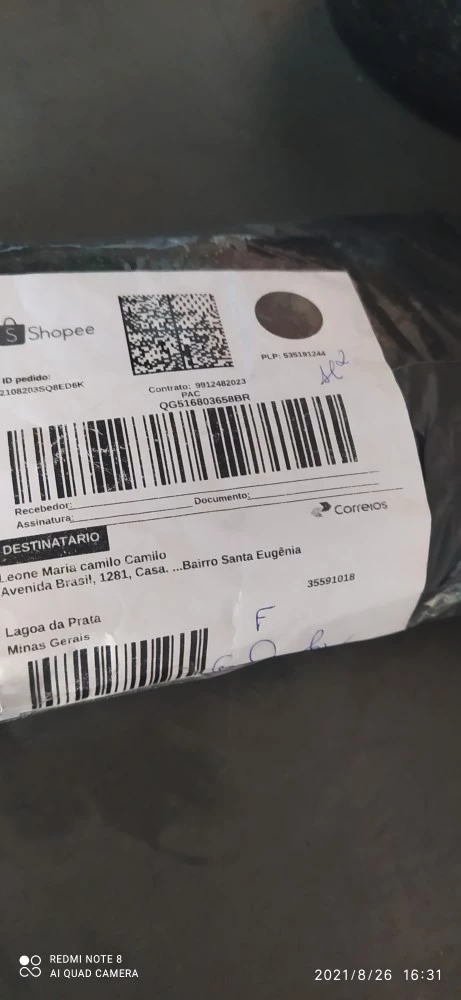 S Shopee
PLP: 535191244
ID pedido:
2108203SQ8ED6K
Contrato: 9912482023
PAC
QG516803658BR
Recebedor: Documento:
Assinatura:
Correios
DESTINATÁRIO
Leone Maria camilo Camilo
Avenida Brasil, 1281, Casa. ...Bairro Santa Eugênia
35591018
Lagoa da Prata
Minas Gerais
F
REDMI NOTE 8
AI QUAD CAMERA
2021/8/26 16:31